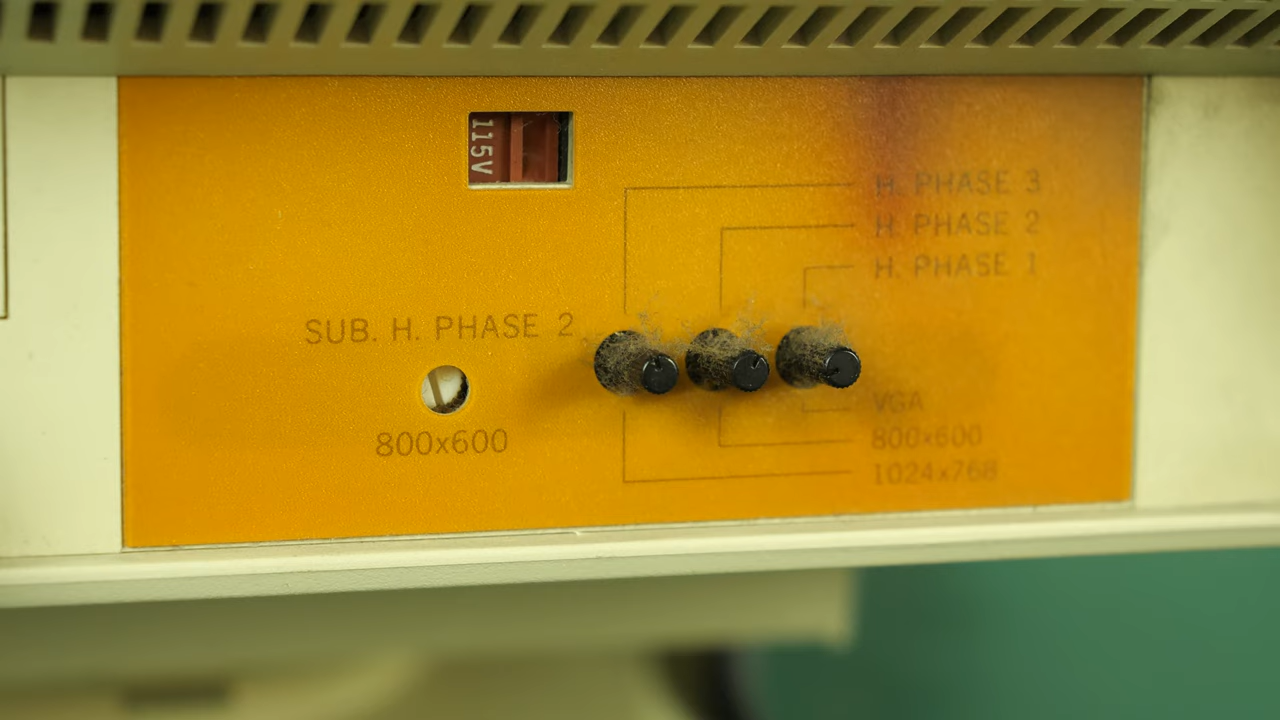 115V
H. PHASE 3
H. PHASE 2
H. PHASE 1
SUB. H. PHASE 2
800x600
VGA
800x600
1024x768